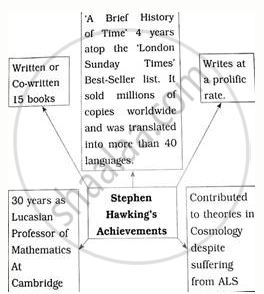 'A Brief History
of Time' 4 years
atop the 'London
Sunday Times'
Best-Seller list. It
sold millions of
copies worldwide
and was translated
into more than 40
languages.
Written or
Co-written
15 books
Writes at
a prolific
rate.
30 years as
Lucasian
Professor of
Mathematics
At
Cambridge
Stephen
Hawking's
Achievements
Contributed
to theories in
Cosmology
despite
suffering
from ALS
shaalaa.com